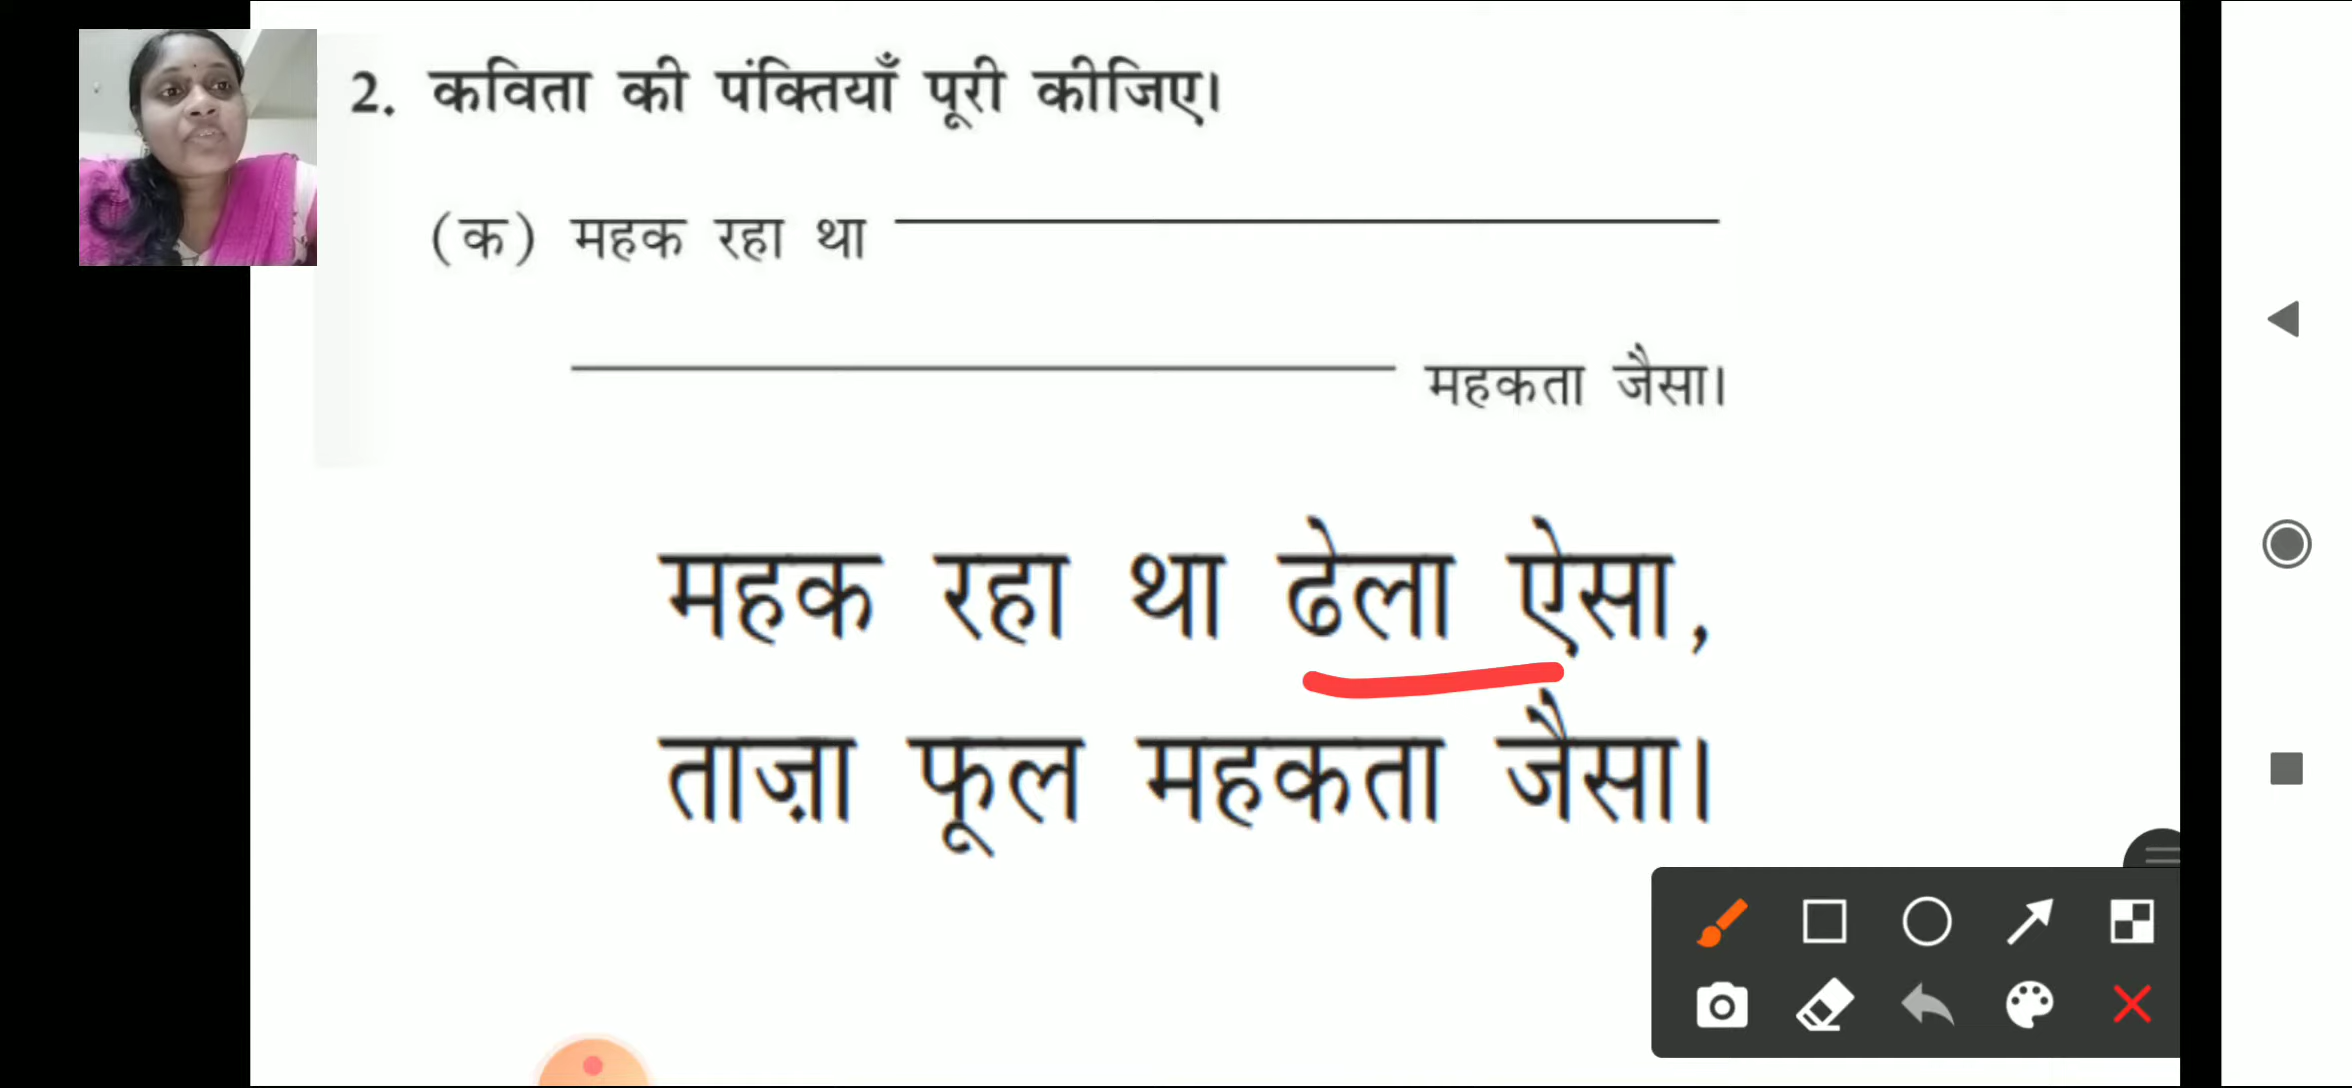 2. कविता की पंक्तियाँ पूरी कीजिए।
(क) महक रहा था
महकता जैसा।
महक रहा था ढेला ऐसा,
ताज़ा फूल महकता जैसा।